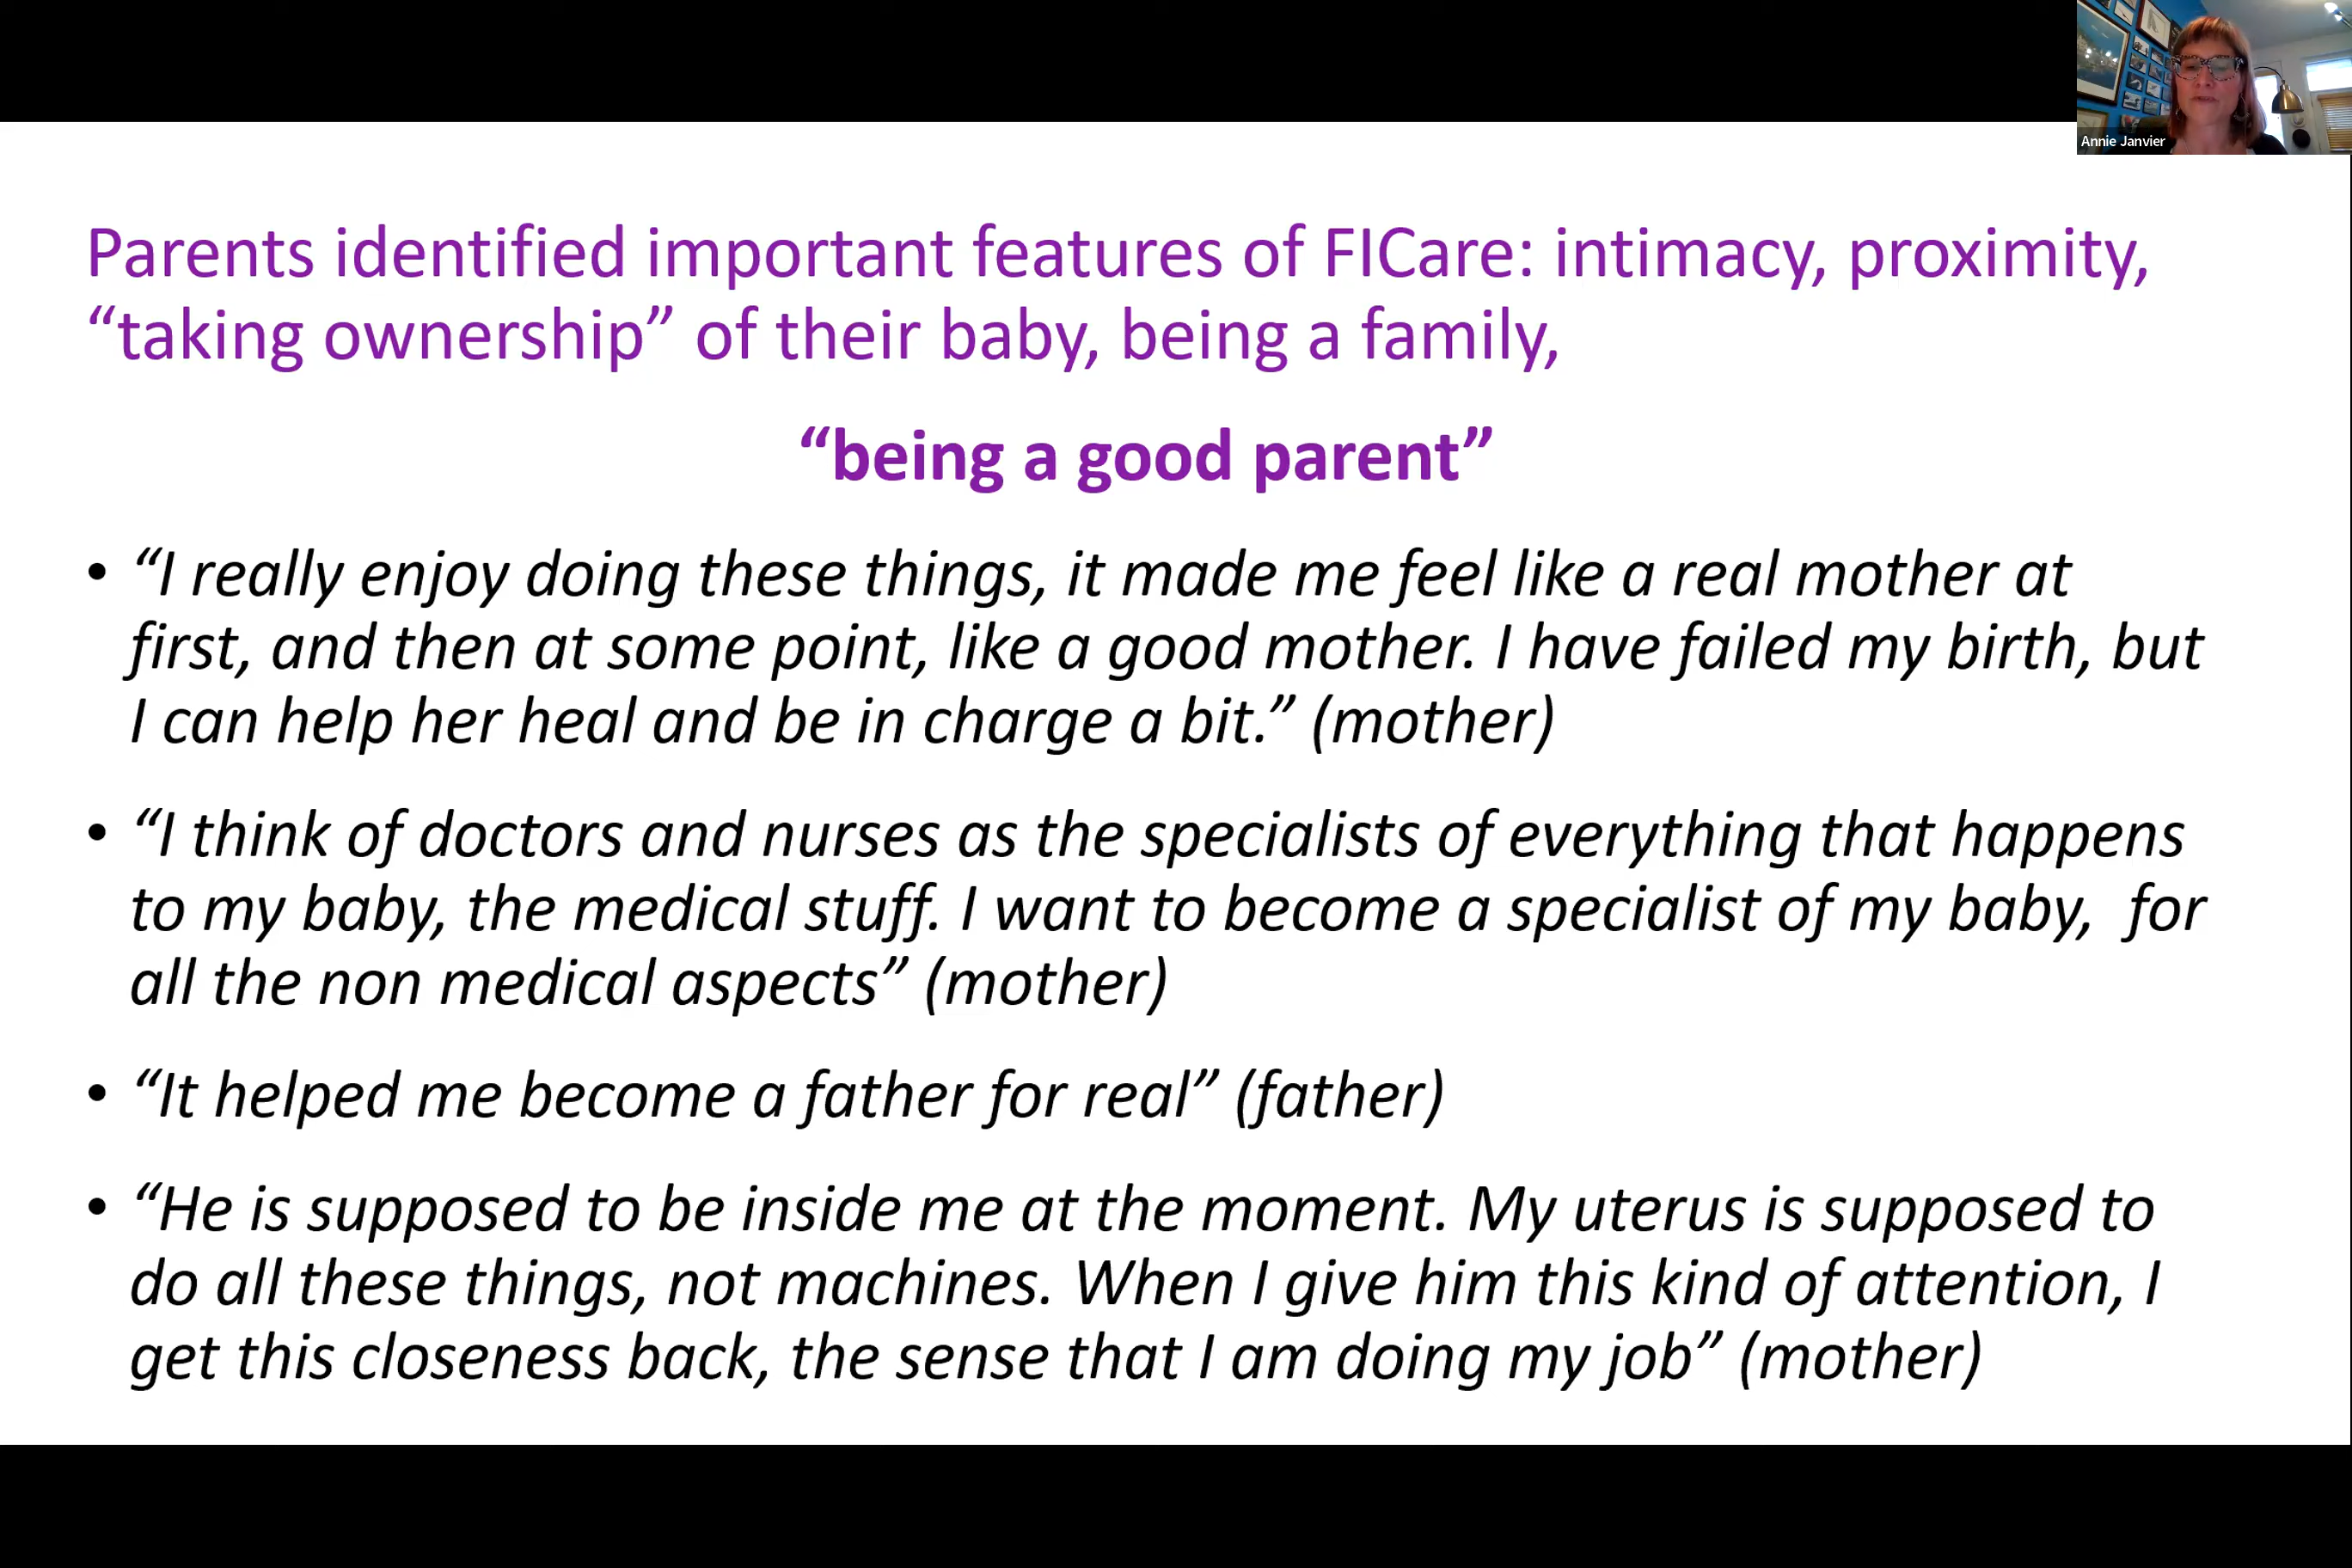 Annie Janvier
Parents identified important features of FICare: intimacy, proximity,
“taking ownership” of their baby, being a family,
“being a good parent”
• “I really enjoy doing these things, it made me feel like a real mother at
first, and then at some point, like a good mother. I have failed my birth, but
I can help her heal and be in charge a bit.” (mother)
• “I think of doctors and nurses as the specialists of everything that happens
to my baby, the medical stuff. I want to become a specialist of my baby,  for
all the non medical aspects” (mother)
• “It helped me become a father for real” (father)
• “He is supposed to be inside me at the moment. My uterus is supposed to
do all these things, not machines. When I give him this kind of attention, I
get this closeness back, the sense that I am doing my job” (mother)